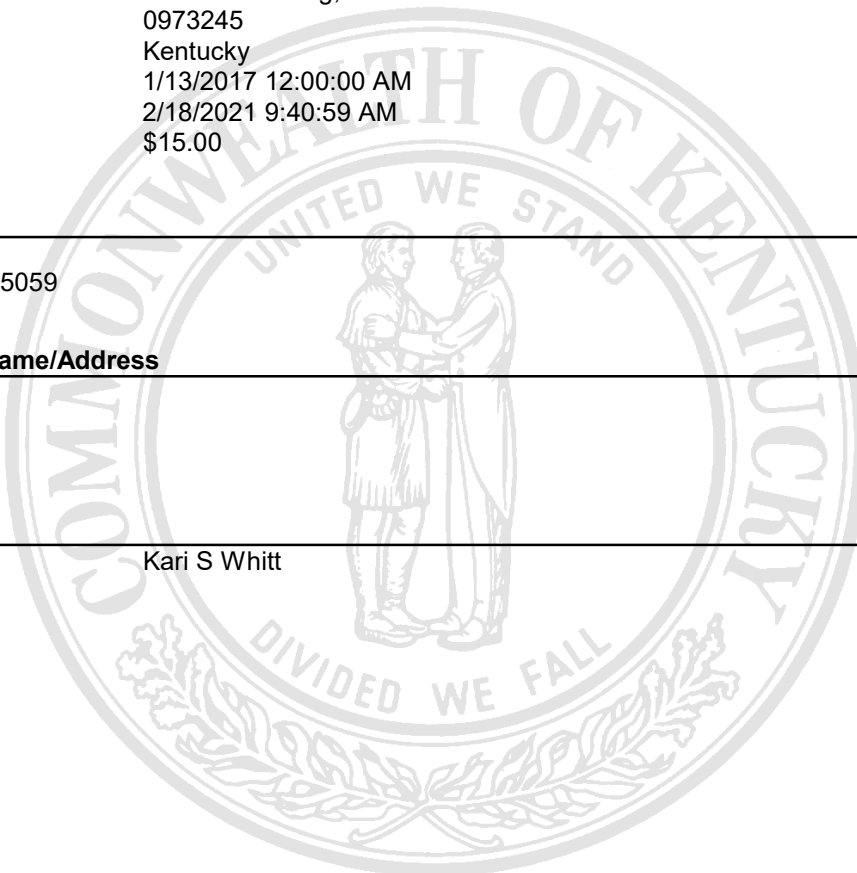 0973245
Kentucky
1/13/2017 12:00:00 AM
2/18/2021 9:40:59 AM
$15.00
COMMONWEALTH OF KENTUCKY
UNITED WE STAND
5059
ame/Address
Kari S Whitt
DIVIDED WE FALL